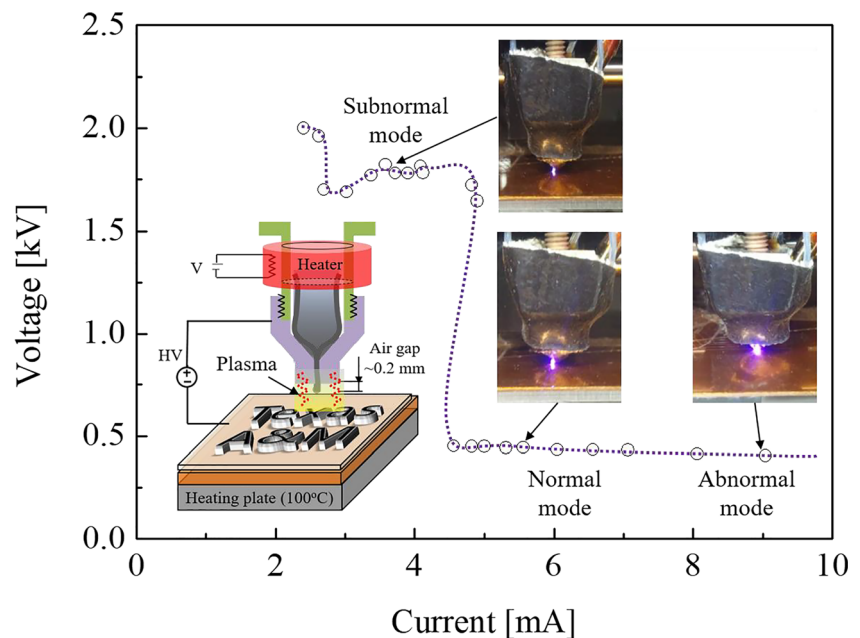 2.5
2.0
1.5
1.0
0.5
0.0
Voltage [kV]
0
2
4
6
8
10
Current [mA]
Subnormal
mode
Normal
mode
Abnormal
mode
V
Heater
HV
Plasma
Air gap
~0.2 mm
Texas
A&M
Heating plate (100°C)